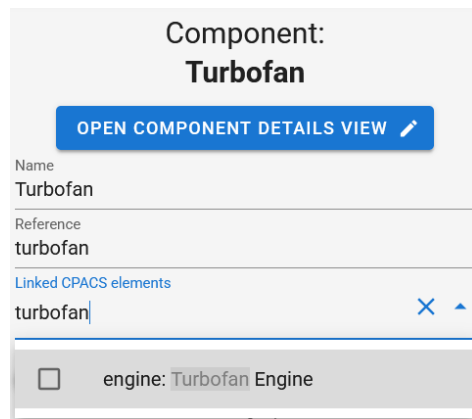 Component:
Turbofan
OPEN COMPONENT DETAILS VIEW
Name
Turbofan
Reference
turbofan
Linked CPACS elements
turbofan
engine: Turbofan Engine